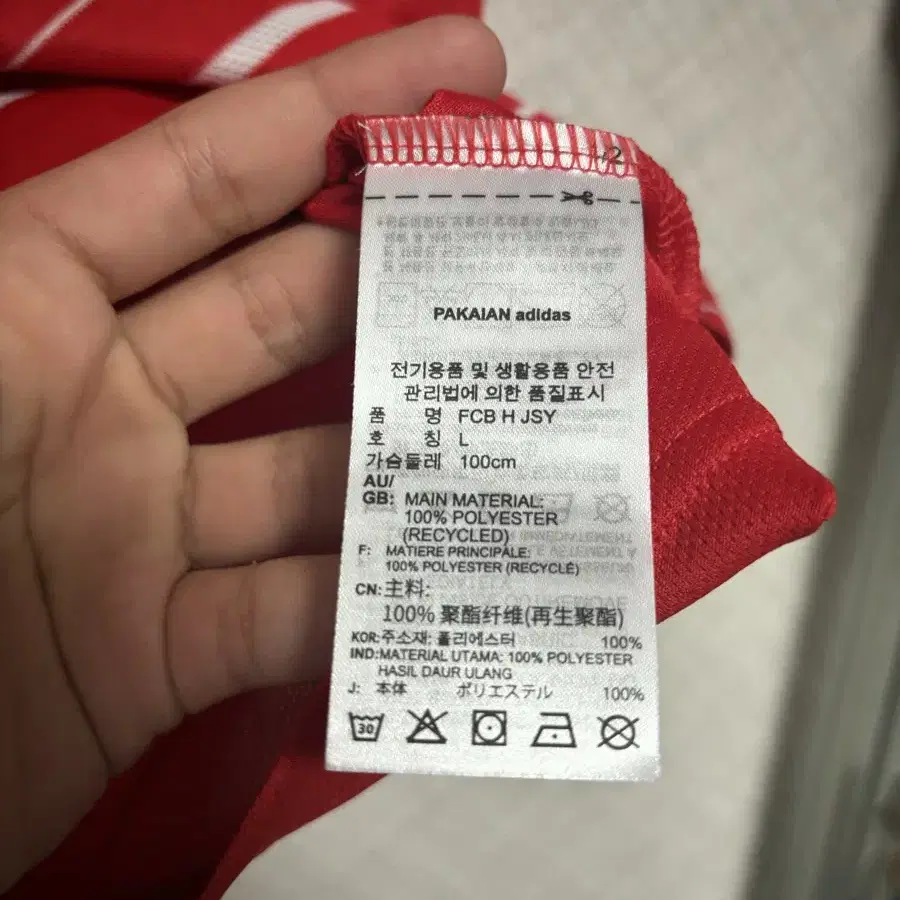 /2
PAKAIAN adidas
전기용품 및 생활용품 안전
관리법에 의한 품질표시
품 명 FCB H JSY
호 칭 L
가슴둘레 100cm
AU/
GB: MAIN MATERIAL:
100% POLYESTER
(RECYCLED)
F: MATIERE PRINCIPALE:
100% POLYESTER (RECYCLÉ)
CN: 主料:
100% 聚酯纤维(再生聚酯)
KOR:주소재: 폴리에스터 100%
IND:MATERIAL UTAMA: 100% POLYESTER
HASIL DAUR ULANG
J: 本体 ポリエステル 100%
30